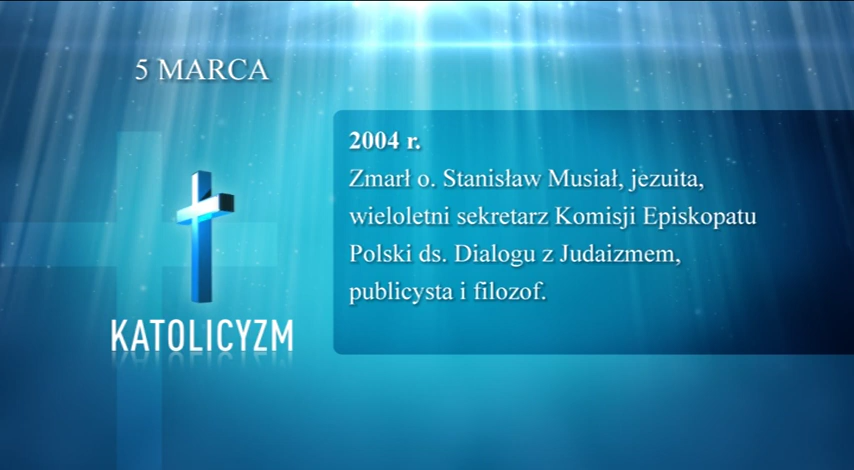 5 MARCA
2004 r.
Zmarł o. Stanisław Musiał, jezuita,
wieloletni sekretarz Komisji Episkopatu
Polski ds. Dialogu z Judaizmem,
publicysta i filozof.
KATOLICYZM